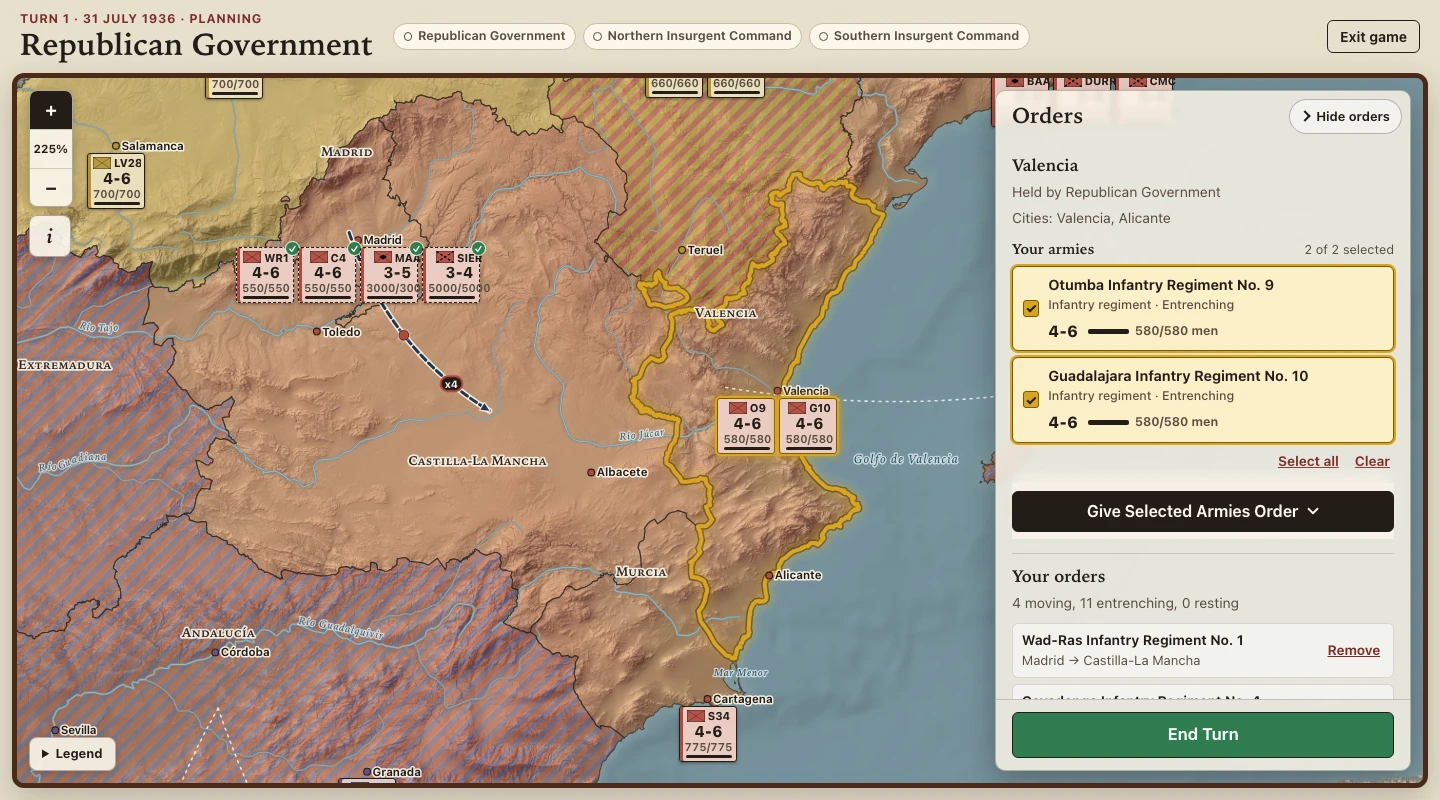 TURN 1 · 31 JULY 1936 · PLANNING
Republican Government
Republican Government
Northern Insurgent Command
Southern Insurgent Command
Exit game
+
225%
−
i
700/700
660/660
660/660
Salamanca
LV28
4-6
700/700
MADRID
Madrid
WR1
4-6
550/550
C4
4-6
550/550
MAA
3-5
3000/300
SIER
3-4
5000/5000
Toledo
Río Tajo
EXTREMADURA
Teruel
VALENCIA
x4
Valencia
O9
4-6
580/580
G10
4-6
580/580
Río Júcar
Golfo de Valencia
CASTILLA-LA MANCHA
Río Guadiana
Albacete
MURCIA
Alicante
ANDALUCÍA
Río Guadalquivir
Córdoba
Mar Menor
Cartagena
S34
4-6
775/775
Sevilla
Granada
Legend
BAA
DURR
CMC
Orders
Hide orders
Valencia
Held by Republican Government
Cities: Valencia, Alicante
Your armies
2 of 2 selected
Otumba Infantry Regiment No. 9
Infantry regiment · Entrenching
4-6
580/580 men
Guadalajara Infantry Regiment No. 10
Infantry regiment · Entrenching
4-6
580/580 men
Select all
Clear
Give Selected Armies Order
Your orders
4 moving, 11 entrenching, 0 resting
Wad-Ras Infantry Regiment No. 1
Madrid → Castilla-La Mancha
Remove
End Turn